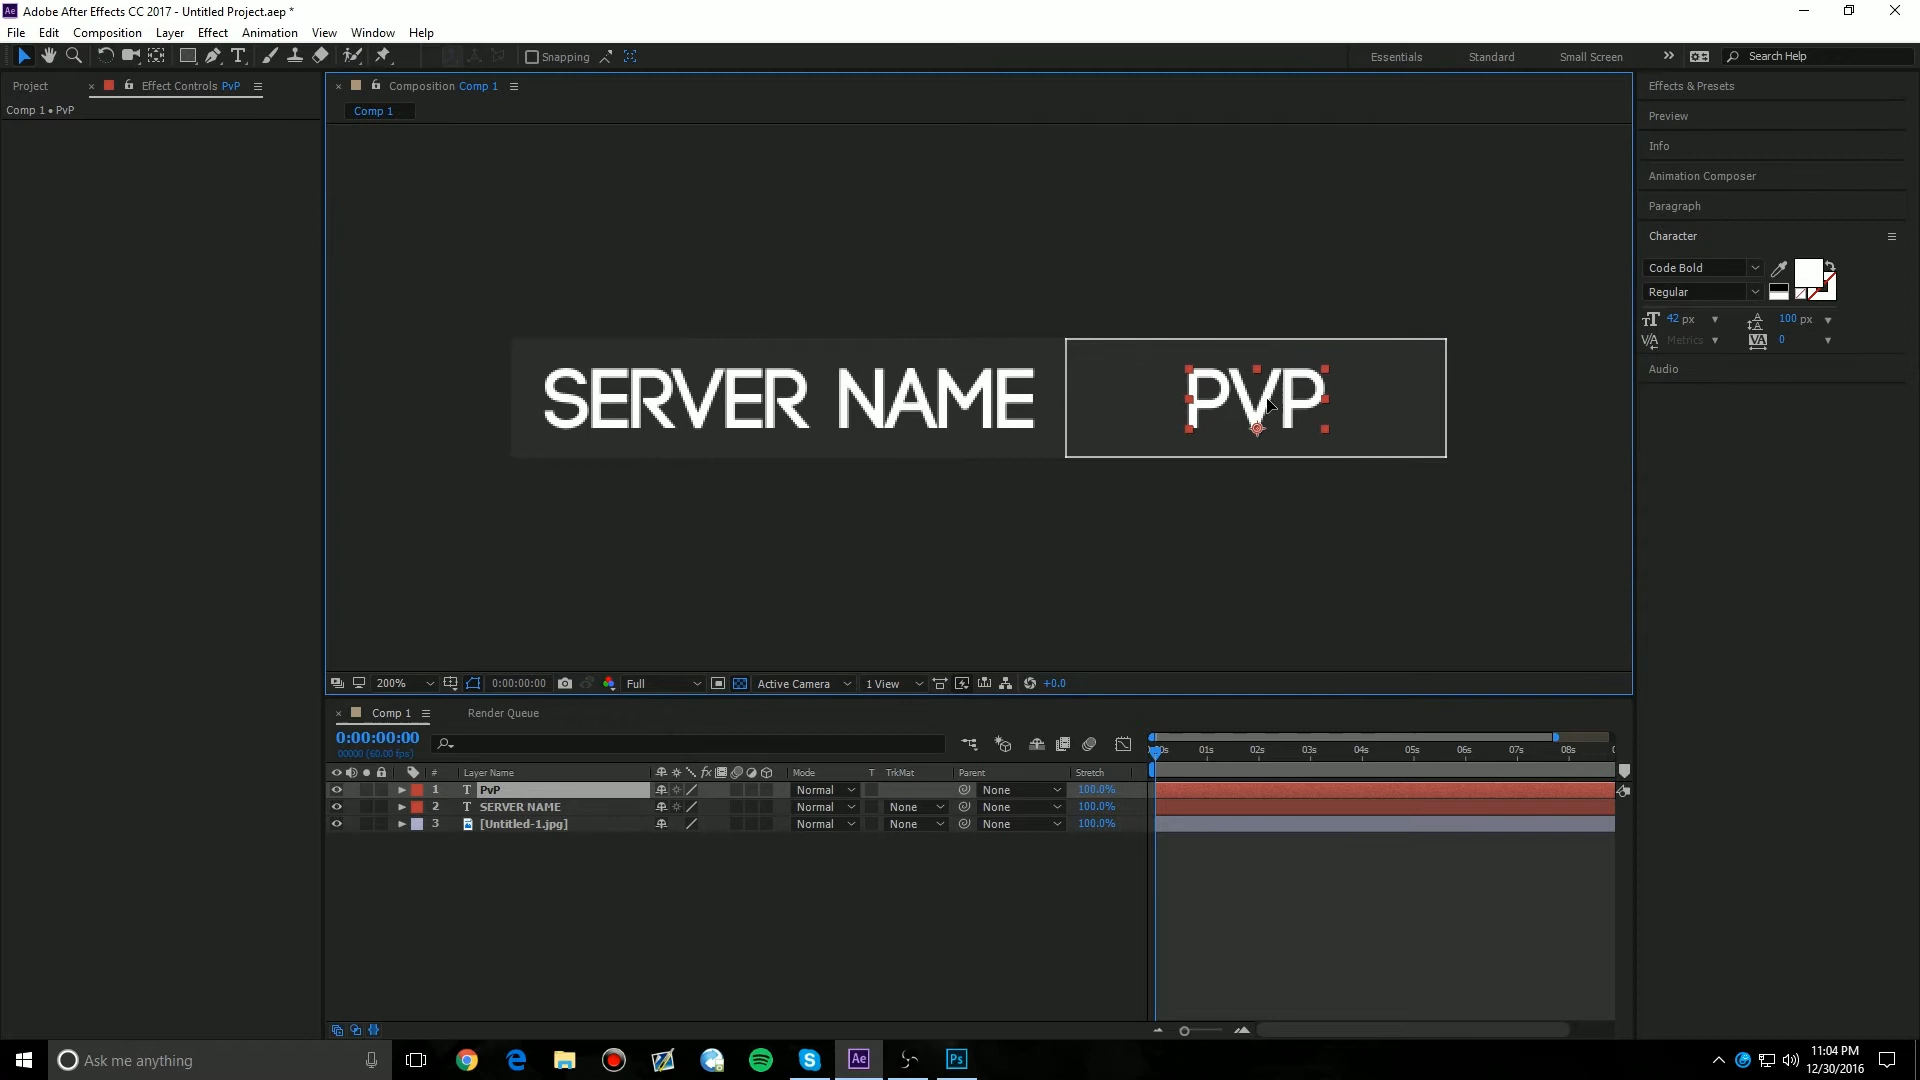 Ae Adobe After Effects CC 2017 - Untitled Project.aep *
File Edit Composition Layer Effect Animation View Window Help
Snapping Essentials Standard Small Screen Search Help
Project Effect Controls PvP Composition Comp 1 Effects & Presets
Comp 1 • PvP Comp 1
Preview
Info
Animation Composer
Paragraph
Character
Code Bold
Regular
42 px 100 px
Metrics 0
Audio
SERVER NAME PVP
200% 0:00:00:00 Full Active Camera 1 View +0.0
Comp 1 Render Queue
0:00:00:00
00000 (60.00 fps)
01s 02s 03s 04s 05s 06s 07s 08s
# Layer Name fx Mode T TrkMat Parent Stretch
1 T PvP Normal None 100.0%
2 T SERVER NAME Normal None None 100.0%
3 [Untitled-1.jpg] Normal None None 100.0%
Ask me anything Ae Ps 11:04 PM
12/30/2016